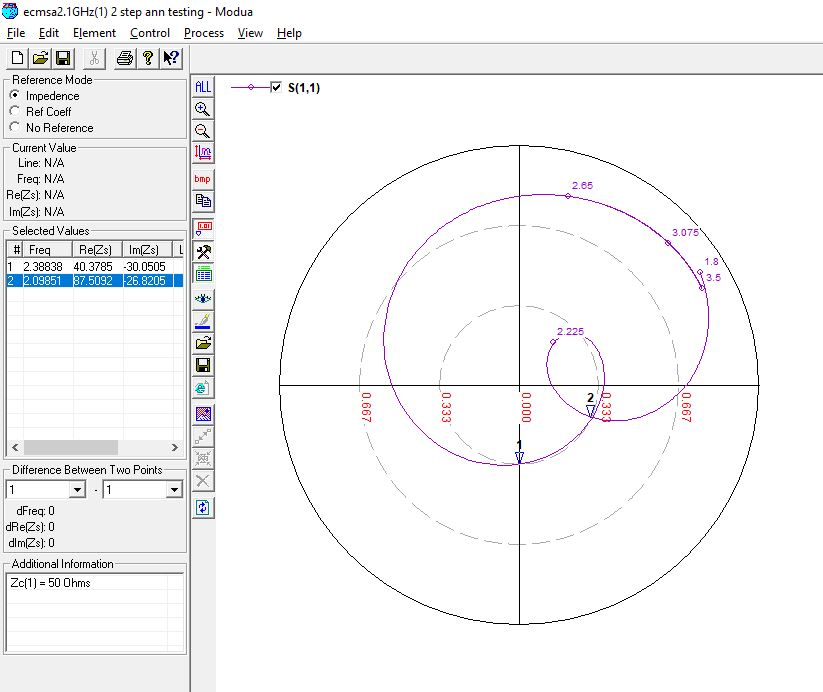 ecmsa2.1GHz(1) 2 step ann testing - Modua
File Edit Element Control Process View Help
Reference Mode
Impedence
Ref Coeff
No Reference
Current Value
Line: N/A
Freq: N/A
Re(Zs): N/A
Im(Zs): N/A
Selected Values
# Freq Re(Zs) Im(Zs) L
1 2.38838 40.3785 -30.0505
2 2.09851 87.5092 -26.8205
Difference Between Two Points
1 - 1
dFreq: 0
dRe(Zs): 0
dIm(Zs): 0
Additional Information
Zc(1) = 50 Ohms
ALL
bmp
1.01
S(1,1)
2.65
3.075
1.8
3.5
2.225
0.667 0.333 0.000 0.333 0.667
2
1